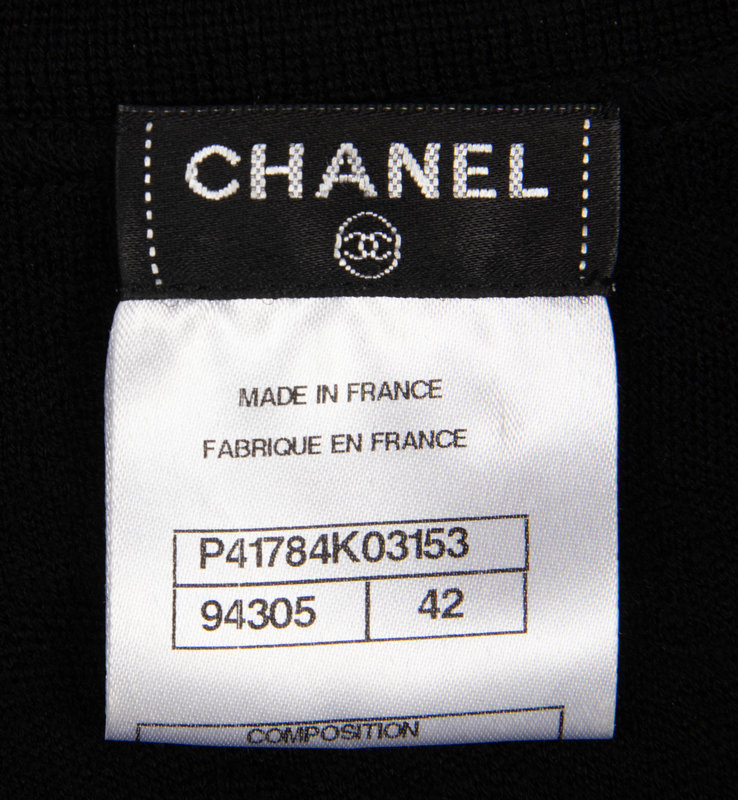 CHANEL
MADE IN FRANCE
FABRIQUE EN FRANCE
P41784K03153
94305 42
COMPOSITION